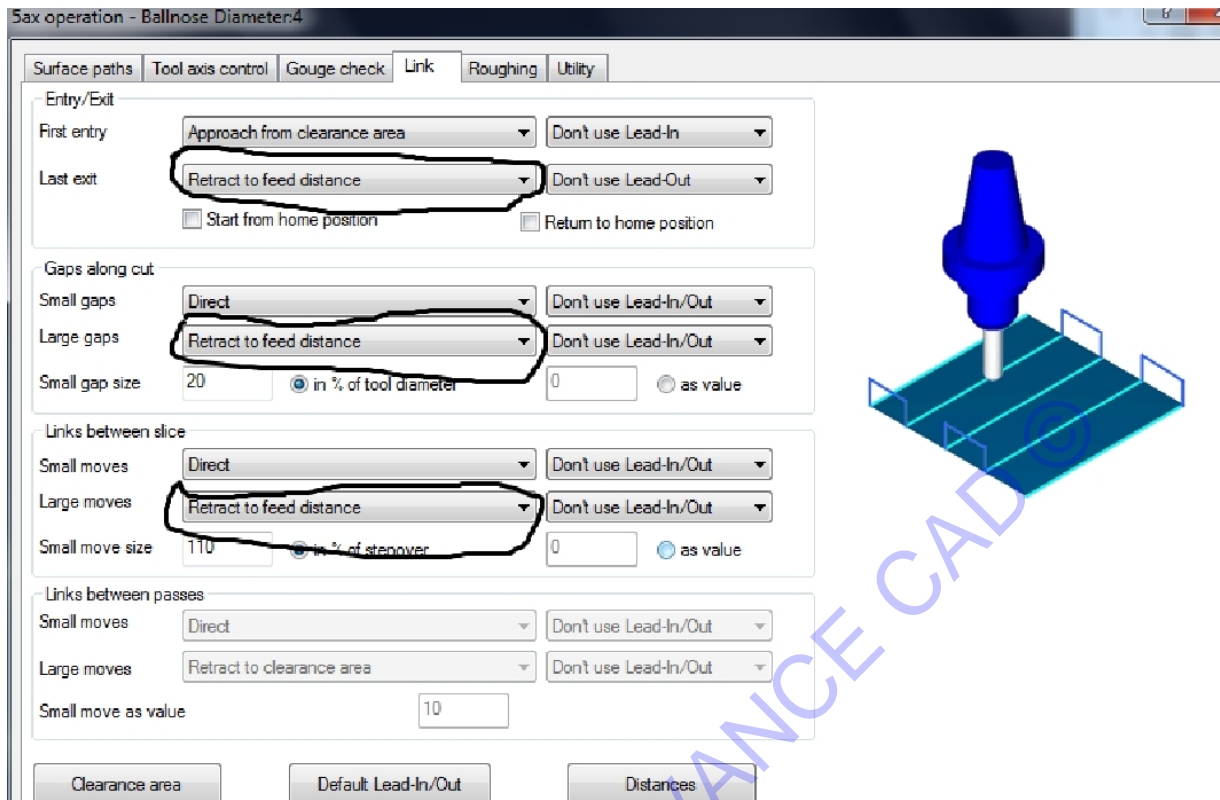 5ax operation - Ballnose Diameter:4
Surface paths Tool axis control Gouge check Link Roughing Utility
Entry/Exit
First entry Approach from clearance area Don't use Lead-In
Last exit Retract to feed distance Don't use Lead-Out
Start from home position Return to home position
Gaps along cut
Small gaps Direct Don't use Lead-In/Out
Large gaps Retract to feed distance Don't use Lead-In/Out
Small gap size 20 in % of tool diameter 0 as value
Links between slice
Small moves Direct Don't use Lead-In/Out
Large moves Retract to feed distance Don't use Lead-In/Out
Small move size 110 in % of stepover 0 as value
Links between passes
Small moves Direct Don't use Lead-In/Out
Large moves Retract to clearance area Don't use Lead-In/Out
Small move as value 10
Clearance area Default Lead-In/Out Distances
VANCE CAD ©